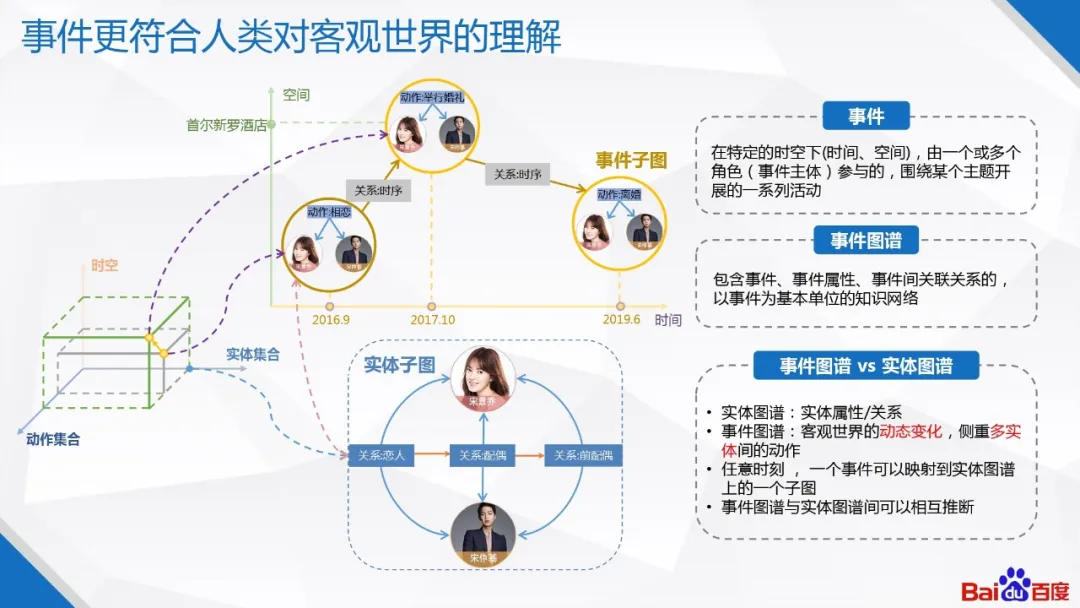 事件更符合人类对客观世界的理解
空间
首尔新罗酒店
动作:举行婚礼
关系:时序
关系:时序
事件子图
动作:离婚
动作:相恋
时空
实体集合
动作集合
2016.9
2017.10
2019.6
时间
实体子图
宋慧乔
关系:恋人
关系:配偶
关系:前配偶
宋仲基
事件
在特定的时空下(时间、空间)，由一个或多个
角色（事件主体）参与的，围绕某个主题开
展的一系列活动
事件图谱
包含事件、事件属性、事件间关联关系的，
以事件为基本单位的知识网络
事件图谱 vs 实体图谱
• 实体图谱：实体属性/关系
• 事件图谱：客观世界的动态变化，侧重多实
体间的动作
• 任意时刻 ，一个事件可以映射到实体图谱
上的一个子图
• 事件图谱与实体图谱间可以相互推断
Bai du 百度